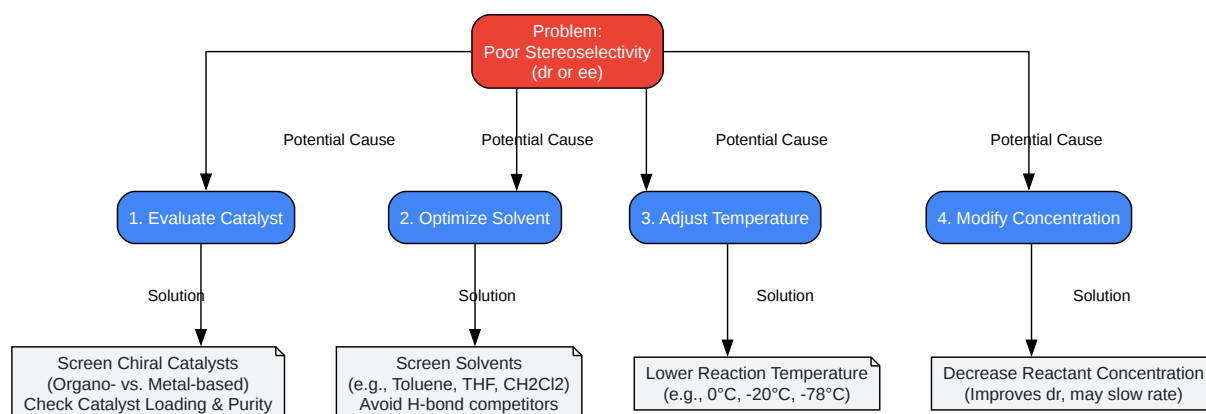 Problem:
Poor Stereoselectivity
(dr or ee)
Potential Cause
Potential Cause
Potential Cause
Potential Cause
1. Evaluate Catalyst
2. Optimize Solvent
3. Adjust Temperature
4. Modify Concentration
Solution
Solution
Solution
Solution
Screen Chiral Catalysts
(Organo- vs. Metal-based)
Check Catalyst Loading & Purity
Screen Solvents
(e.g., Toluene, THF, CH2Cl2)
Avoid H-bond competitors
Lower Reaction Temperature
(e.g., 0°C, -20°C, -78°C)
Decrease Reactant Concentration
(Improves dr, may slow rate)